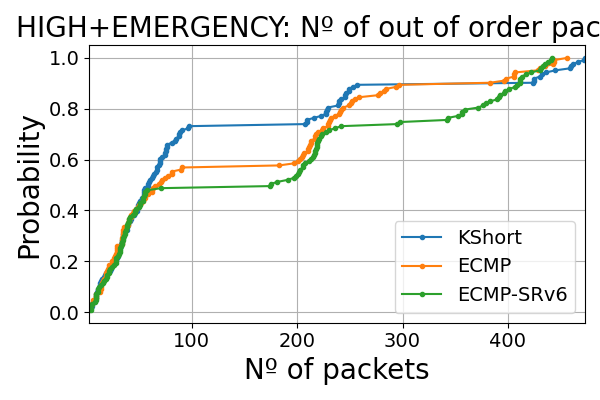 HIGH+EMERGENCY: Nº of out of order pac
1.0
0.8
0.6
0.4
0.2
0.0
Probability
KShort
ECMP
ECMP-SRv6
100 200 300 400
Nº of packets